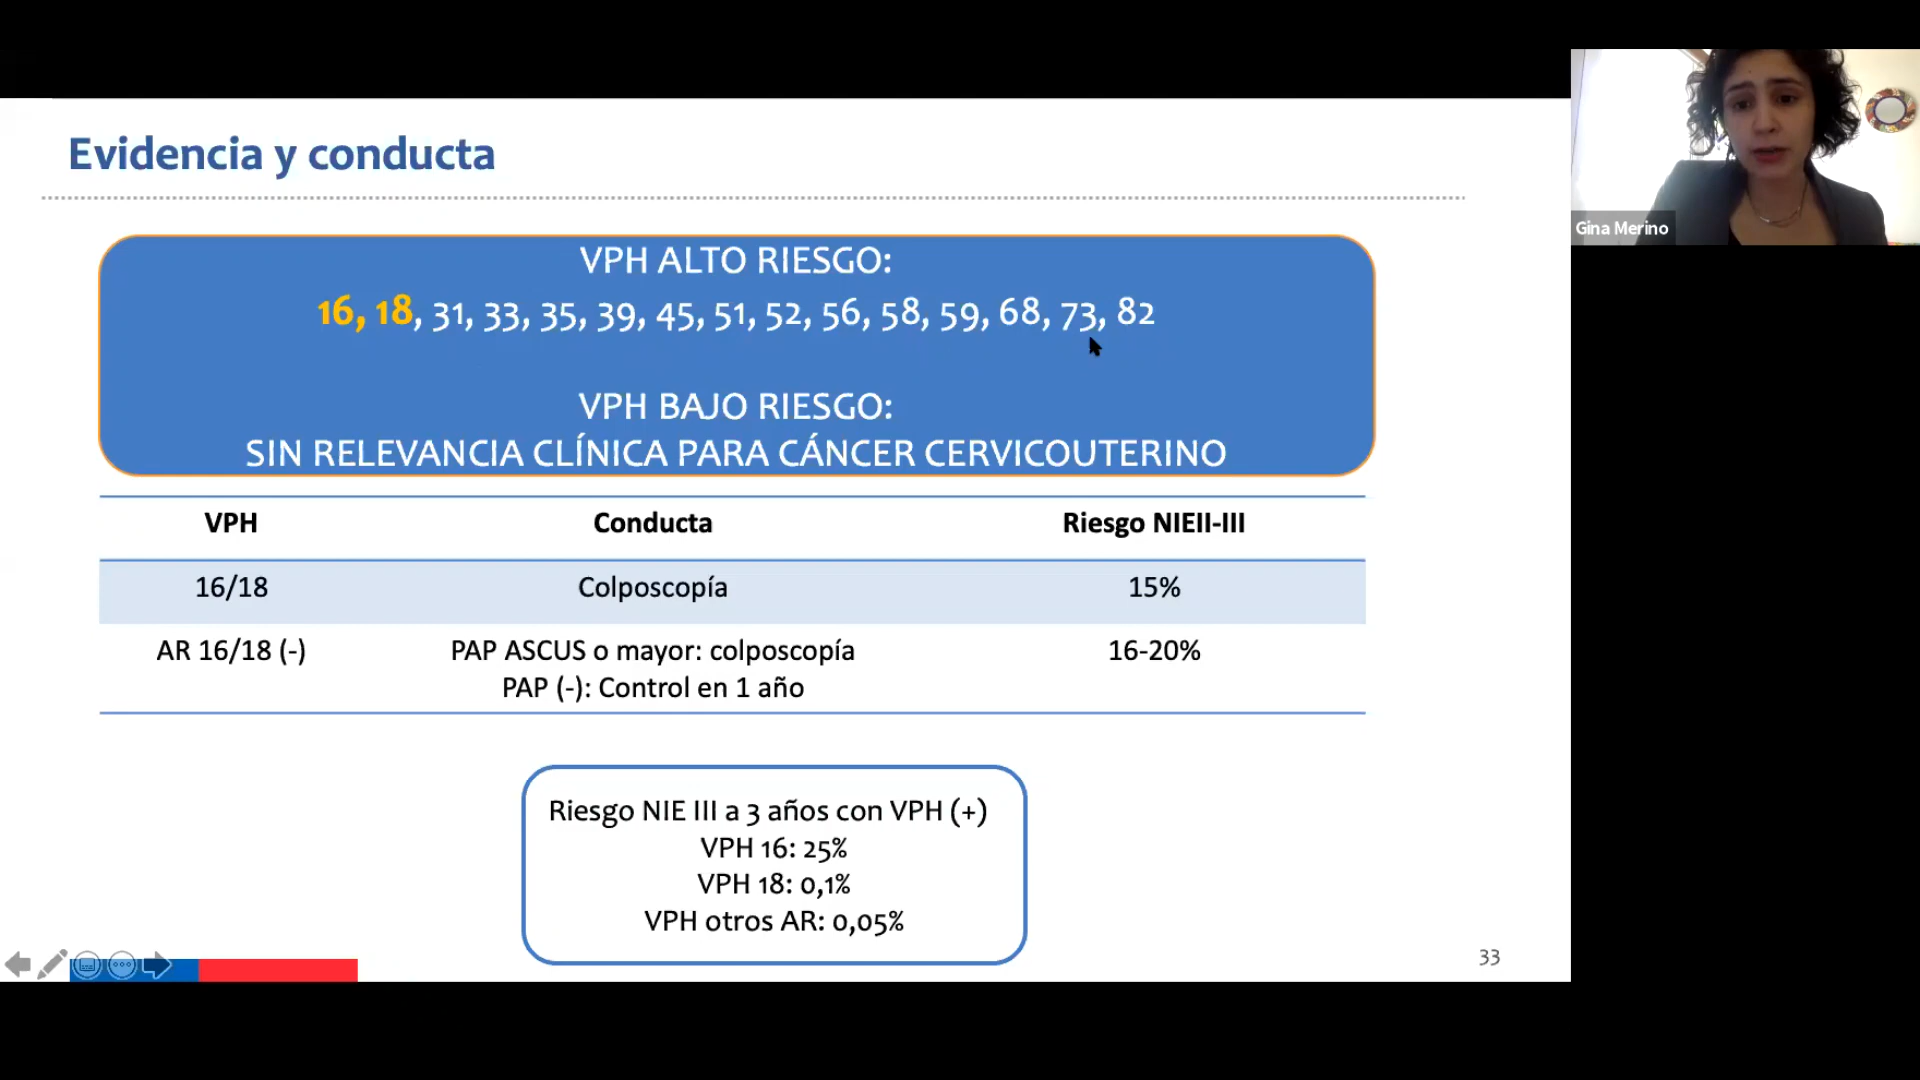 Evidencia y conducta
VPH ALTO RIESGO:
16, 18, 31, 33, 35, 39, 45, 51, 52, 56, 58, 59, 68, 73, 82
VPH BAJO RIESGO:
SIN RELEVANCIA CLÍNICA PARA CÁNCER CERVICOUTERINO
VPH Conducta Riesgo NIEII-III
16/18 Colposcopía 15%
AR 16/18 (-) PAP ASCUS o mayor: colposcopía 16-20%
PAP (-): Control en 1 año
Riesgo NIE III a 3 años con VPH (+)
VPH 16: 25%
VPH 18: 0,1%
VPH otros AR: 0,05%
33
Gina Merino